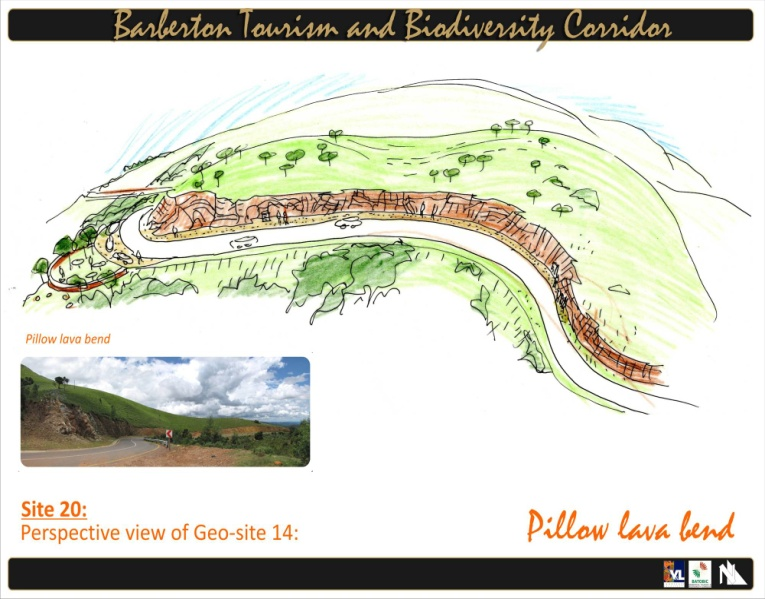 Barberton Tourism and Biodiversity Corridor
Pillow lava bend
Site 20:
Perspective view of Geo-site 14:
Pillow lava bend